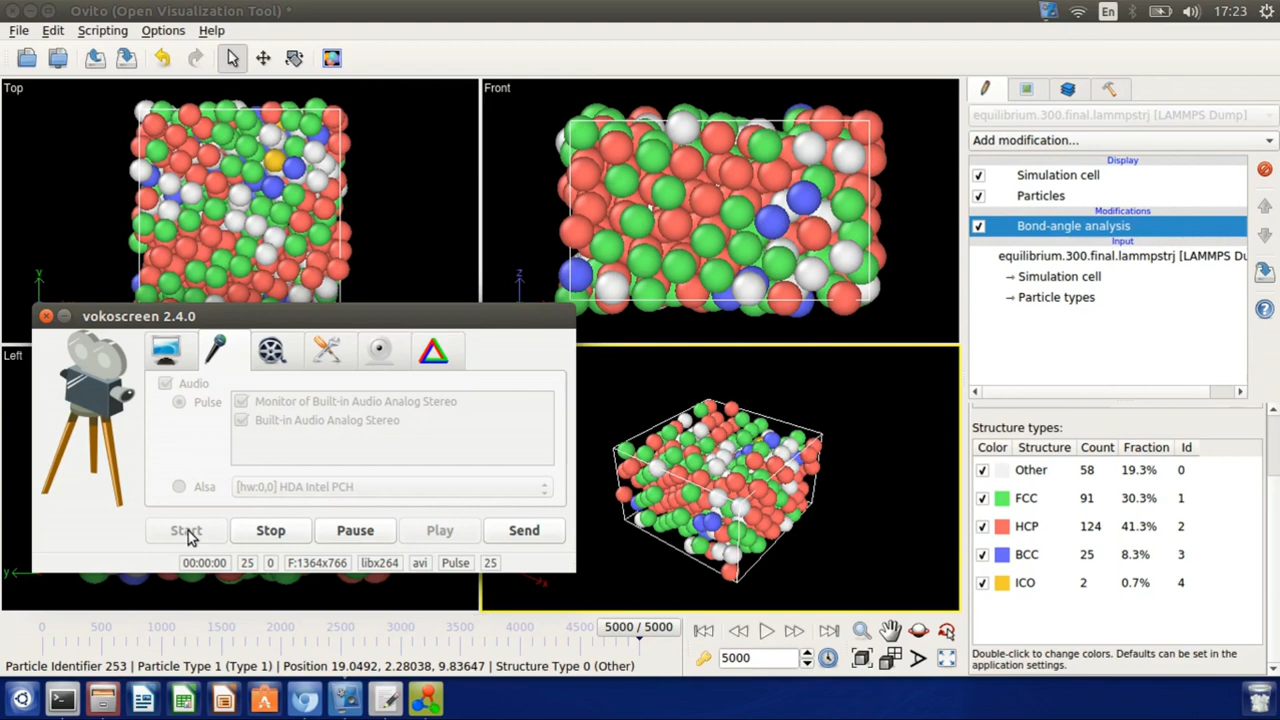 Ovito (Open Visualization Tool) *
En
17:23
File Edit Scripting Options Help
Top
Front
equilibrium.300.final.lammpstrj [LAMMPS Dump]
Add modification...
Display
Simulation cell
Particles
Modifications
Bond-angle analysis
Input
equilibrium.300.final.lammpstrj [LAMMPS Du
→ Simulation cell
→ Particle types
y
z
vokoscreen 2.4.0
Left
Audio
Pulse
Monitor of Built-in Audio Analog Stereo
Built-in Audio Analog Stereo
Alsa
[hw:0,0] HDA Intel PCH
Start Stop Pause Play Send
00:00:00 25 0 F:1364x766 libx264 avi Pulse 25
y
x
Structure types:
Color Structure Count Fraction Id
Other 58 19.3% 0
FCC 91 30.3% 1
HCP 124 41.3% 2
BCC 25 8.3% 3
ICO 2 0.7% 4
Double-click to change colors. Defaults can be set in the
application settings.
0 500 1000 1500 2000 2500 3000 3500 4000 4500
5000 / 5000
5000
Particle Identifier 253 | Particle Type 1 (Type 1) | Position 19.0492, 2.28038, 9.83647 | Structure Type 0 (Other)